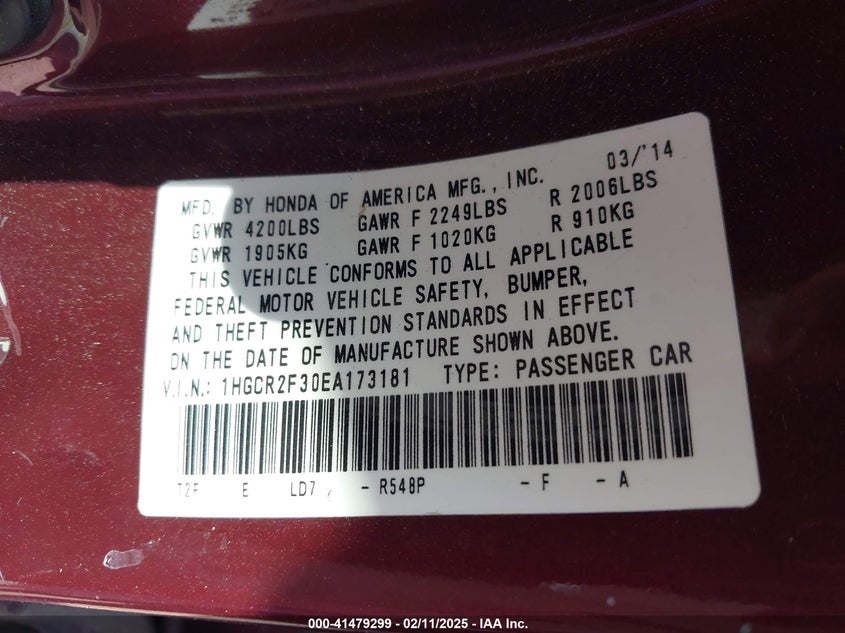 03/'14
MFD. BY HONDA OF AMERICA MFG., INC.
GVWR 4200LBS GAWR F 2249LBS R 2006LBS
GVWR 1905KG GAWR F 1020KG R 910KG
THIS VEHICLE CONFORMS TO ALL APPLICABLE
FEDERAL MOTOR VEHICLE SAFETY, BUMPER,
AND THEFT PREVENTION STANDARDS IN EFFECT
ON THE DATE OF MANUFACTURE SHOWN ABOVE.
V.I.N.: 1HGCR2F30EA173181 TYPE: PASSENGER CAR
T2F E LD7 - R548P - F - A
000-41479299 — 02/11/2025 — IAA Inc.